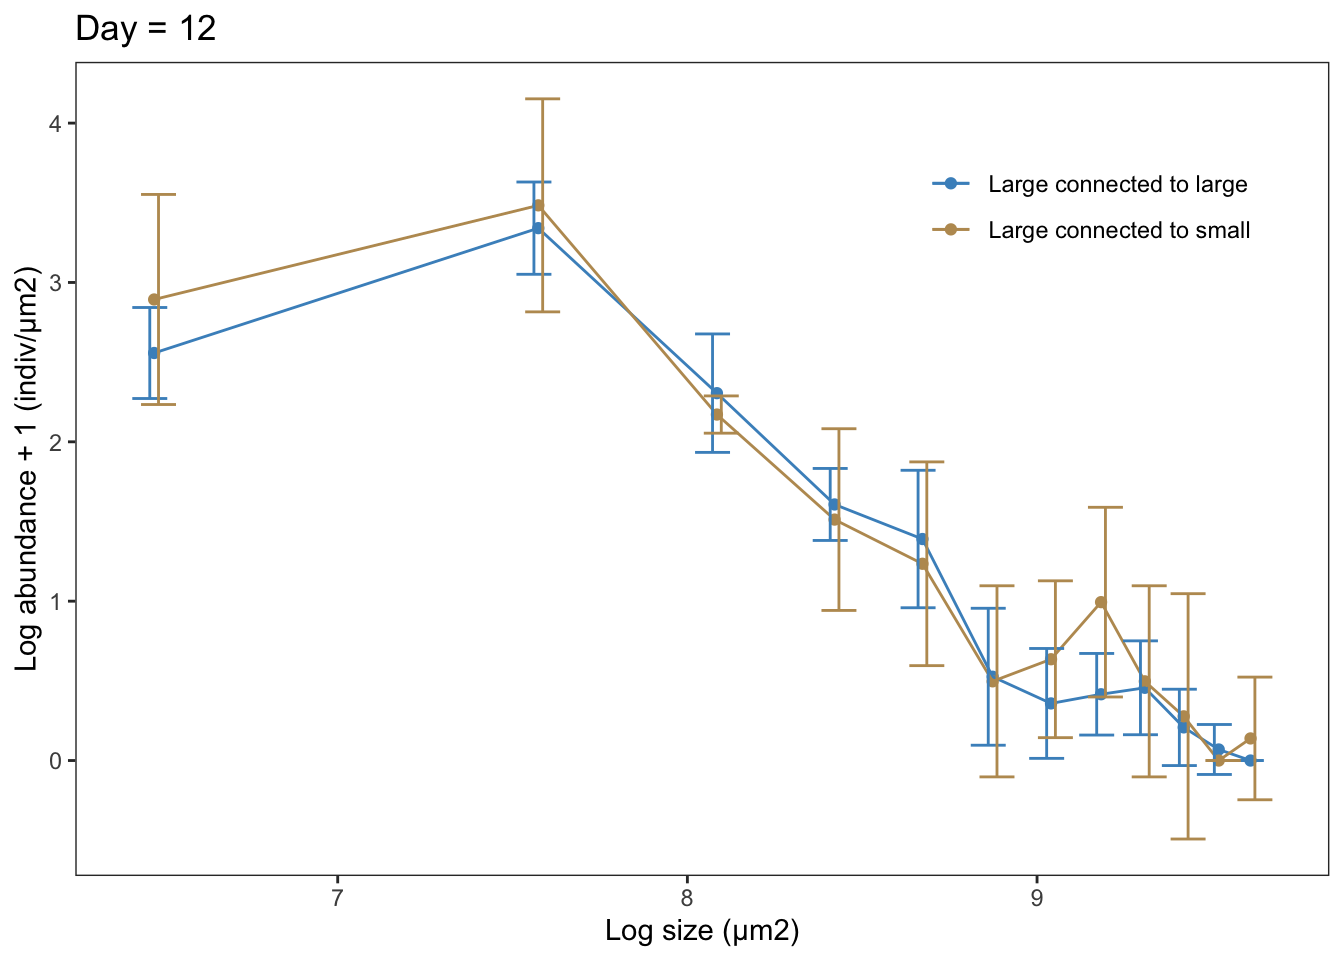 Day = 12
Log abundance + 1 (indiv/µm2)
4
3
2
1
0
Large connected to large
Large connected to small
7
8
9
Log size (µm2)